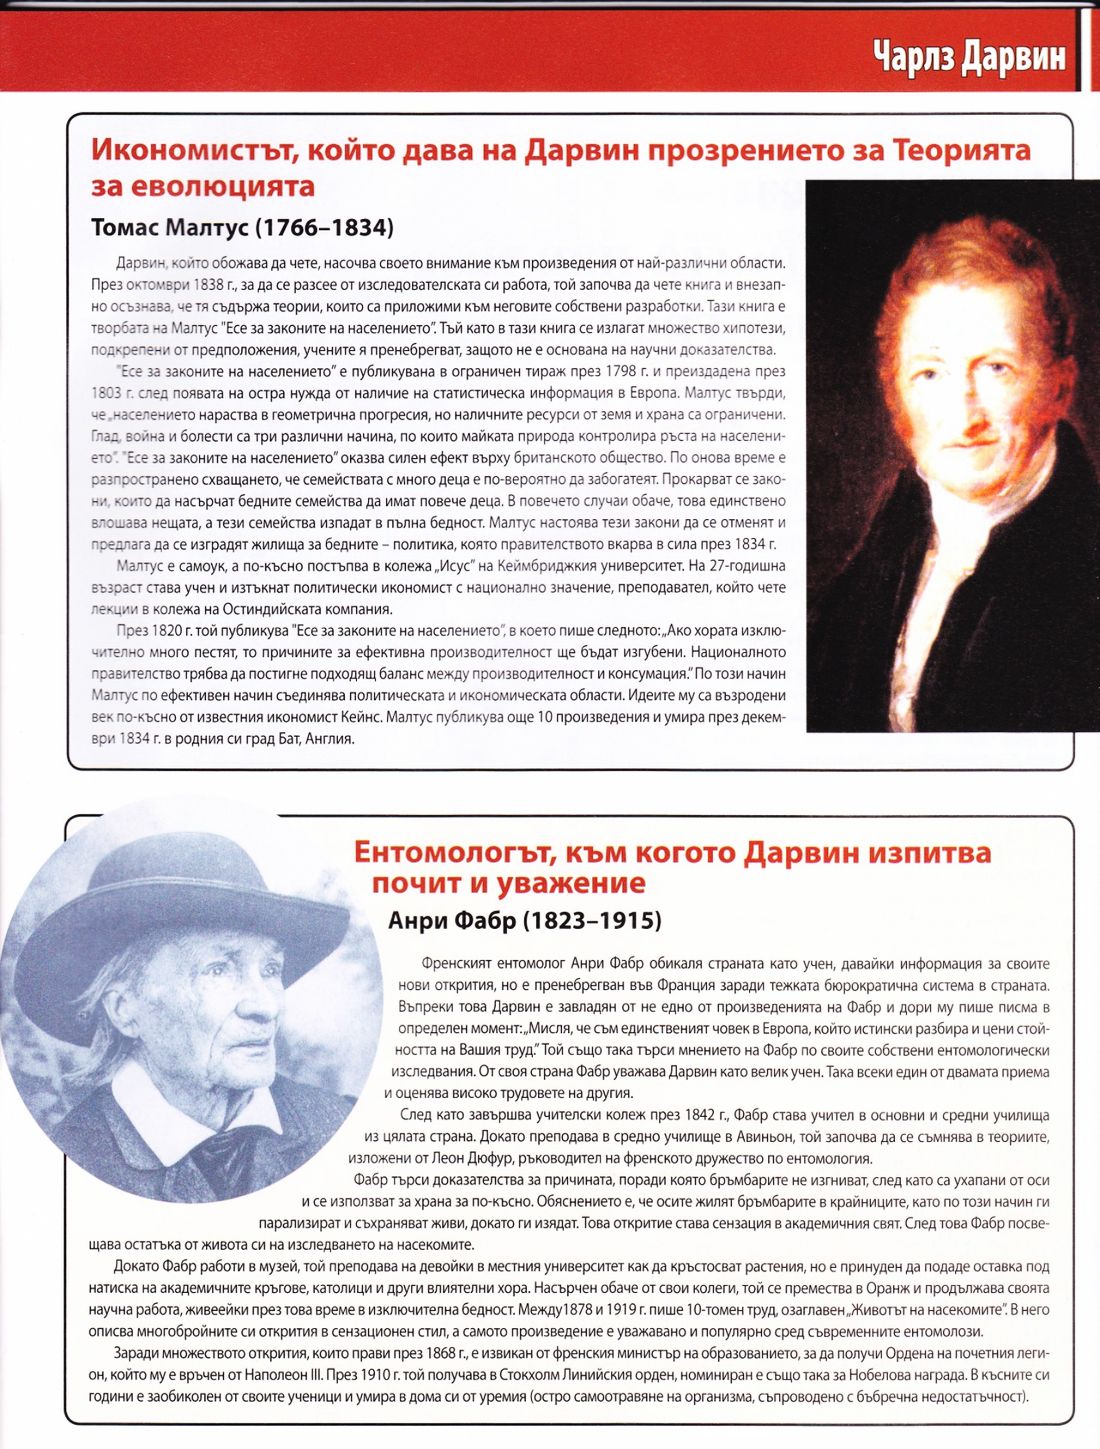 Чарлз Дарвин
Икономистът, който дава на Дарвин прозрението за Теорията
за еволюцията
Томас Малтус (1766–1834)
Дарвин, който обожава да чете, насочва своето внимание към произведения от най-различни области.
През октомври 1838 г., за да се разсее от изследователската си работа, той започва да чете книга и внезап-
но осъзнава, че тя съдържа теории, които са приложими към неговите собствени разработки. Тази книга е
творбата на Малтус "Есе за законите на населението". Тъй като в тази книга се излагат множество хипотези,
подкрепени от предположения, учените я пренебрегват, защото не е основана на научни доказателства.
"Есе за законите на населението" е публикувана в ограничен тираж през 1798 г. и преиздадена през
1803 г. след появата на остра нужда от наличие на статистическа информация в Европа. Малтус твърди,
че „населението нараства в геометрична прогресия, но наличните ресурси от земя и храна са ограничени.
Глад, война и болести са три различни начина, по които майката природа контролира ръста на населени-
ето". "Есе за законите на населението" оказва силен ефект върху британското общество. По онова време е
разпространено схващането, че семействата с много деца е по-вероятно да забогатеят. Прокарват се зако-
ни, които да насърчат бедните семейства да имат повече деца. В повечето случаи обаче, това единствено
влошава нещата, а тези семейства изпадат в пълна бедност. Малтус настоява тези закони да се отменят и
предлага да се изградят жилища за бедните – политика, която правителството вкарва в сила през 1834 г.
Малтус е самоук, а по-късно постъпва в колежа „Исус" на Кеймбриджкия университет. На 27-годишна
възраст става учен и изтъкнат политически икономист с национално значение, преподавател, който чете
лекции в колежа на Остиндийската компания.
През 1820 г. той публикува "Есе за законите на населението", в което пише следното: „Ако хората изклю-
чително много пестят, то причините за ефективна производителност ще бъдат изгубени. Националното
правителство трябва да постигне подходящ баланс между производителност и консумация." По този начин
Малтус по ефективен начин съединява политическата и икономическата области. Идеите му са възродени
век по-късно от известния икономист Кейнс. Малтус публикува още 10 произведения и умира през декем-
ври 1834 г. в родния си град Бат, Англия.
Ентомологът, към когото Дарвин изпитва
почит и уважение
Анри Фабр (1823–1915)
Френският ентомолог Анри Фабр обикаля страната като учен, давайки информация за своите
нови открития, но е пренебрегван във Франция заради тежката бюрократична система в страната.
Въпреки това Дарвин е завладян от не едно от произведенията на Фабр и дори му пише писма в
определен момент: „Мисля, че съм единственият човек в Европа, който истински разбира и цени стой-
ността на Вашия труд." Той също така търси мнението на Фабр по своите собствени ентомологически
изследвания. От своя страна Фабр уважава Дарвин като велик учен. Така всеки един от двамата приема
и оценява високо трудовете на другия.
След като завършва учителски колеж през 1842 г., Фабр става учител в основни и средни училища
из цялата страна. Докато преподава в средно училище в Авиньон, той започва да се съмнява в теориите,
изложени от Леон Дюфур, ръководител на френското дружество по ентомология.
Фабр търси доказателства за причината, поради която бръмбарите не изгниват, след като са ухапани от оси
и се използват за храна за по-късно. Обяснението е, че осите жилят бръмбарите в крайниците, като по този начин ги
парализират и съхраняват живи, докато ги изядат. Това откритие става сензация в академичния свят. След това Фабр посве-
щава остатъка от живота си на изследването на насекомите.
Докато Фабр работи в музей, той преподава на девойки в местния университет как да кръстосват растения, но е принуден да подаде оставка под
натиска на академичните кръгове, католици и други влиятелни хора. Насърчен обаче от свои колеги, той се премества в Оранж и продължава своята
научна работа, живеейки през това време в изключителна бедност. Между1878 и 1919 г. пише 10-томен труд, озаглавен „Животът на насекомите". В него
описва многобройните си открития в сензационен стил, а самото произведение е уважавано и популярно сред съвременните ентомолози.
Заради множеството открития, които прави през 1868 г., е извикан от френския министър на образованието, за да получи Ордена на почетния леги-
он, който му е връчен от Наполеон III. През 1910 г. той получава в Стокхолм Линийския орден, номиниран е също така за Нобелова награда. В късните си
години е заобиколен от своите ученици и умира в дома си от уремия (остро самоотравяне на организма, съпроводено с бъбречна недостатъчност).